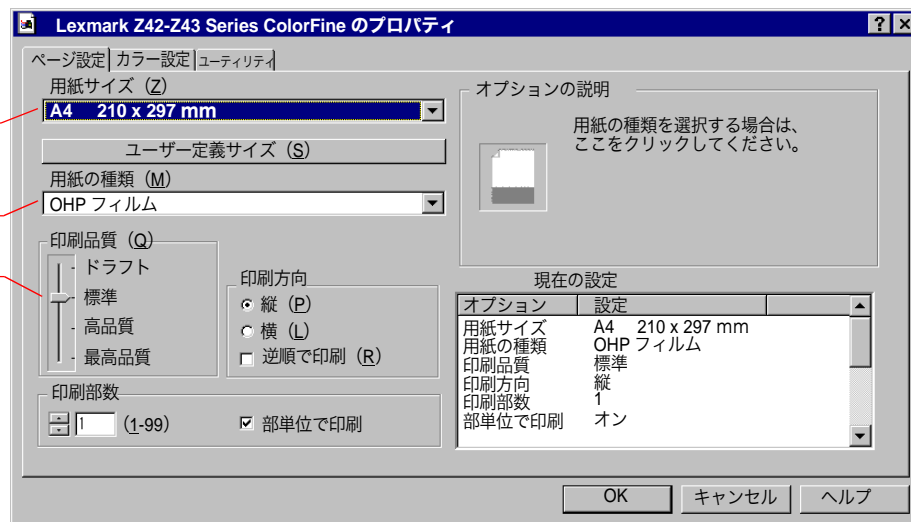 Lexmark Z42-Z43 Series ColorFine のプロパティ
ページ設定 カラー設定 ユーティリティ
用紙サイズ（Z）
A4 210 x 297 mm
ユーザー定義サイズ（S）
用紙の種類（M）
OHP フィルム
印刷品質（Q）
ドラフト
標準
高品質
最高品質
印刷方向
縦（P）
横（L）
逆順で印刷（R）
印刷部数
1 (1-99)
部単位で印刷
オプションの説明
用紙の種類を選択する場合は、
ここをクリックしてください。
現在の設定
オプション 設定
用紙サイズ A4 210 x 297 mm
用紙の種類 OHP フィルム
印刷品質 標準
印刷方向 縦
印刷部数 1
部単位で印刷 オン
OK キャンセル ヘルプ